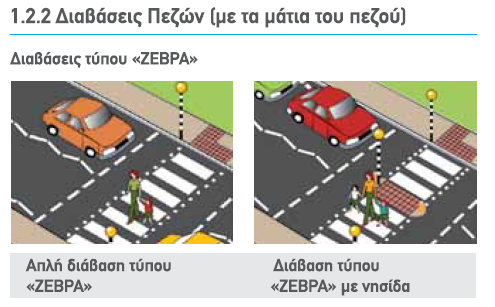 1.2.2 Διαβάσεις Πεζών (με τα μάτια του πεζού)
Διαβάσεις τύπου «ΖΕΒΡΑ»
Απλή διάβαση τύπου
«ΖΕΒΡΑ»
Διάβαση τύπου
«ΖΕΒΡΑ» με νησίδα